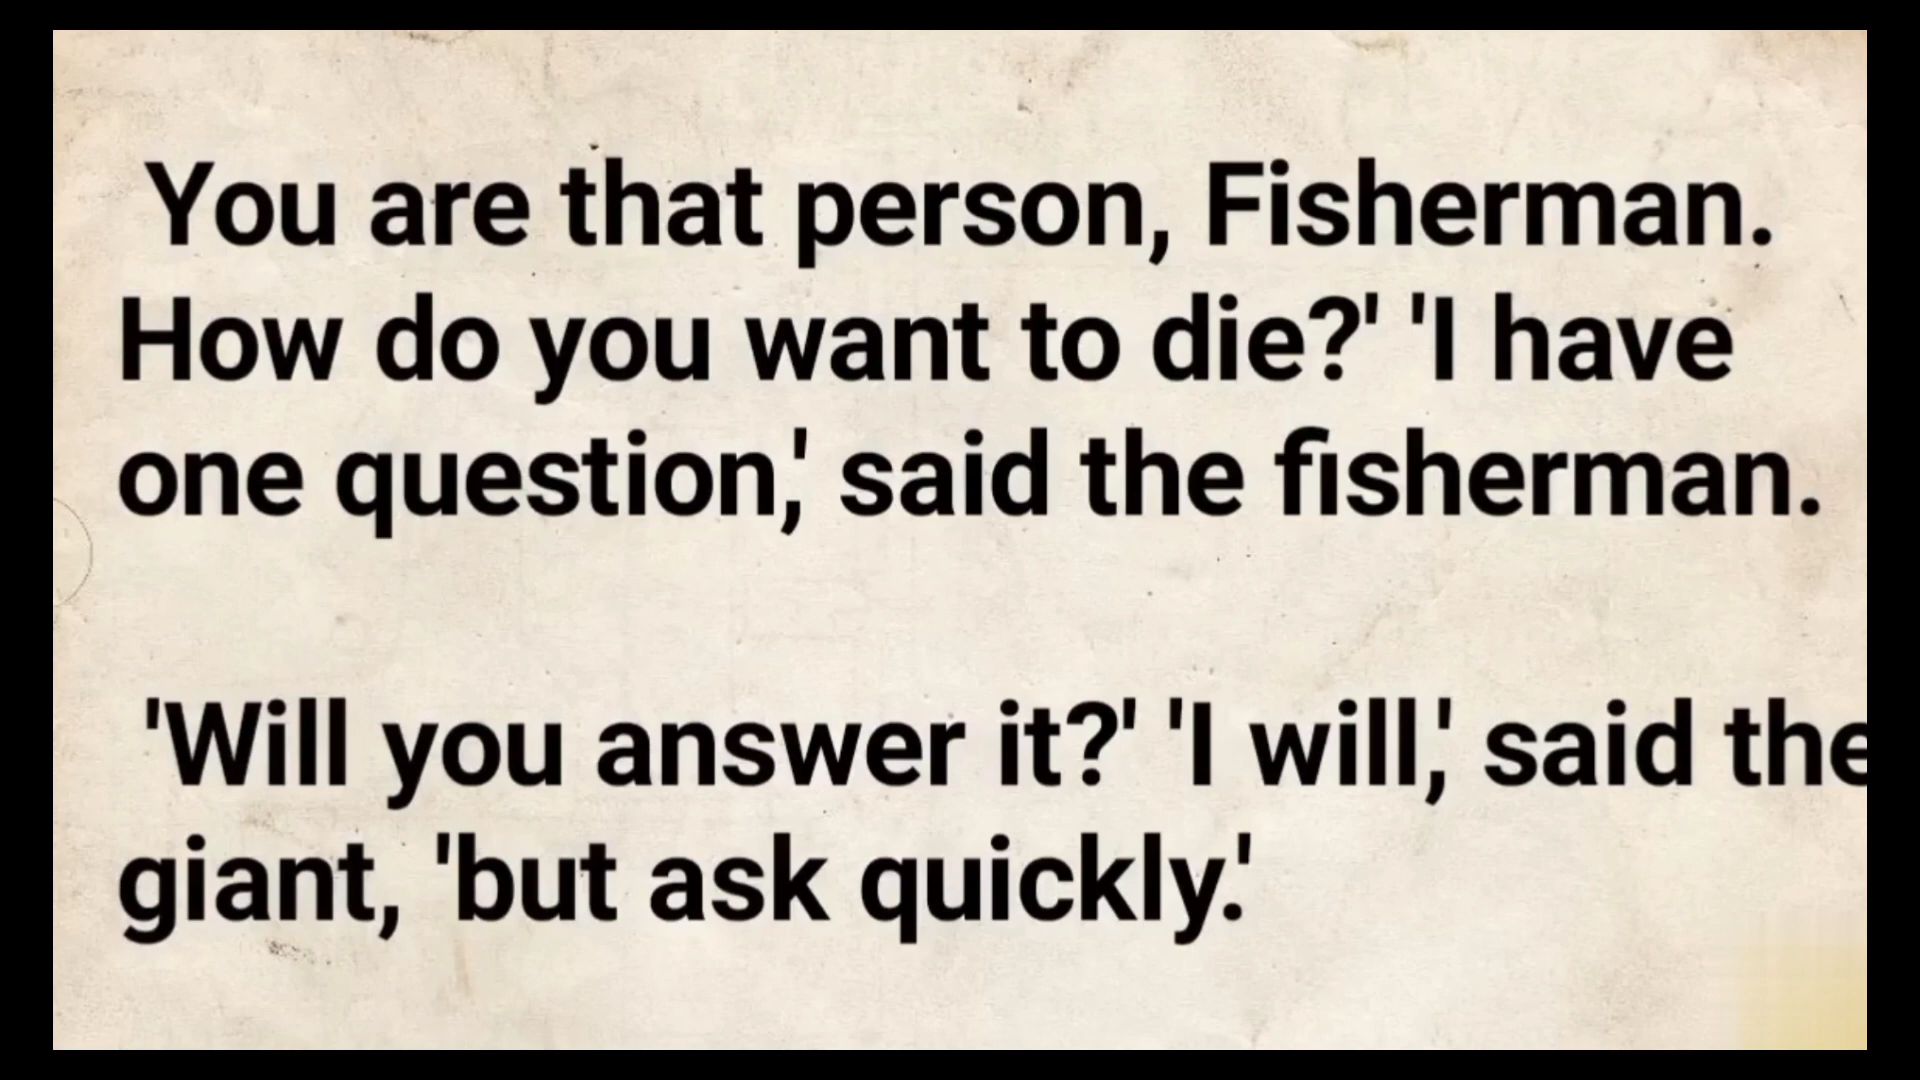 You are that person, Fisherman.
How do you want to die?' 'I have
one question,' said the fisherman.
'Will you answer it?' 'I will,' said the
giant, 'but ask quickly.'